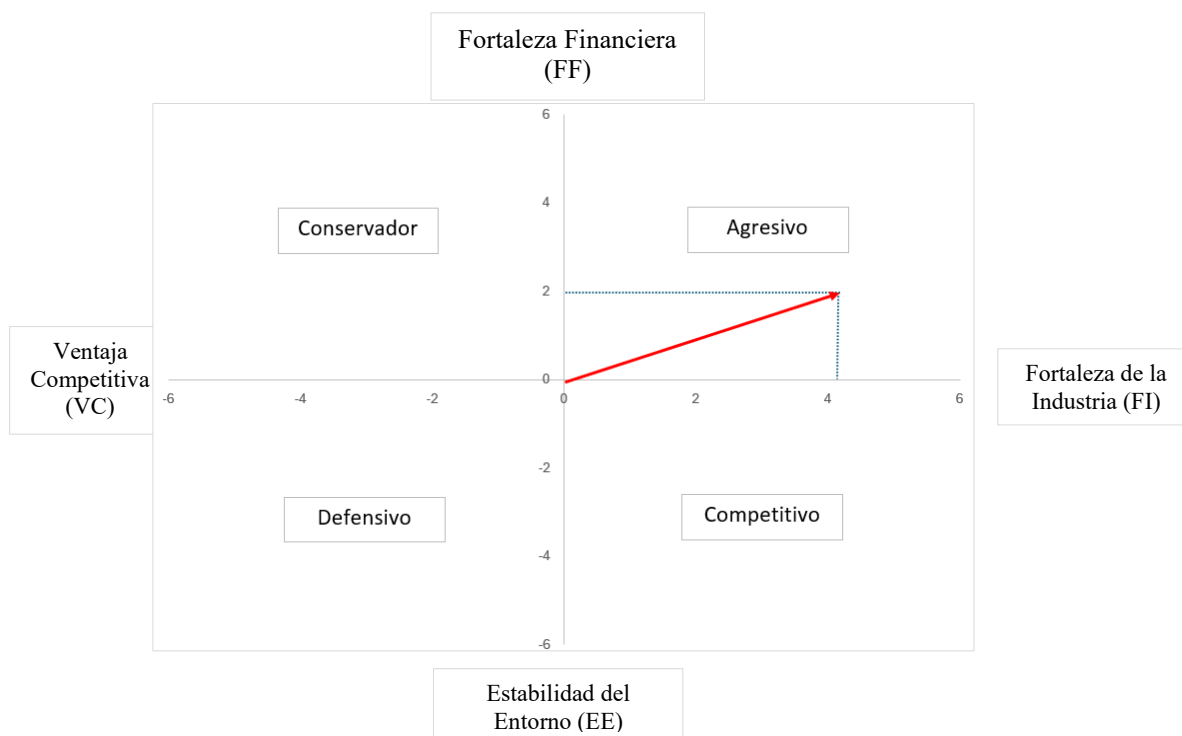 Fortaleza Financiera
(FF)
6
4
Conservador
Agresivo
2
Ventaja
Competitiva
(VC)
0
-6
-4
-2
0
2
4
6
Fortaleza de la
Industria (FI)
-2
Defensivo
Competitivo
-4
-6
Estabilidad del
Entorno (EE)